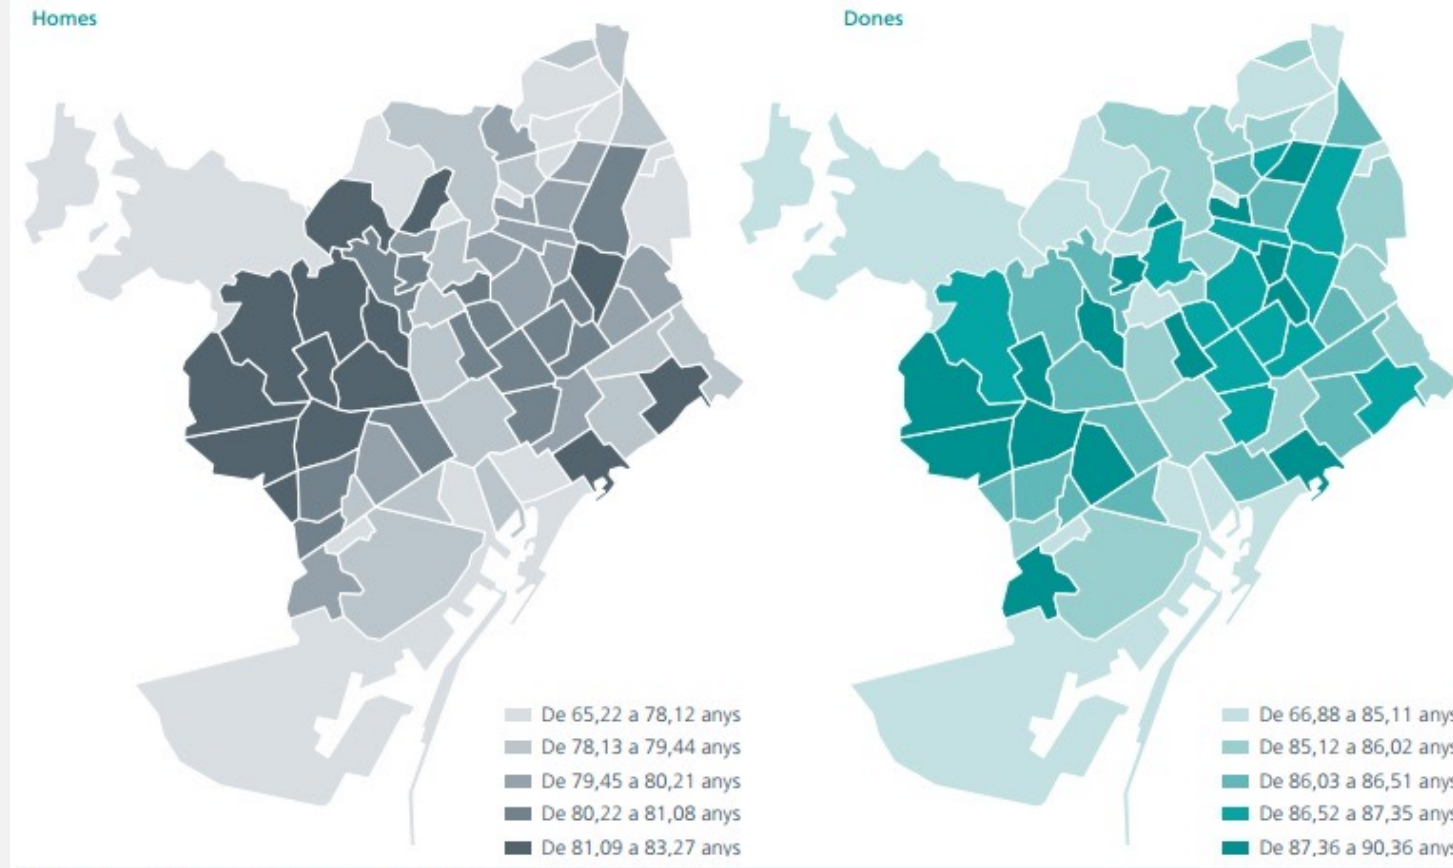 Homes
Dones
De 65,22 a 78,12 anys
De 78,13 a 79,44 anys
De 79,45 a 80,21 anys
De 80,22 a 81,08 anys
De 81,09 a 83,27 anys
De 66,88 a 85,11 anys
De 85,12 a 86,02 anys
De 86,03 a 86,51 anys
De 86,52 a 87,35 anys
De 87,36 a 90,36 anys